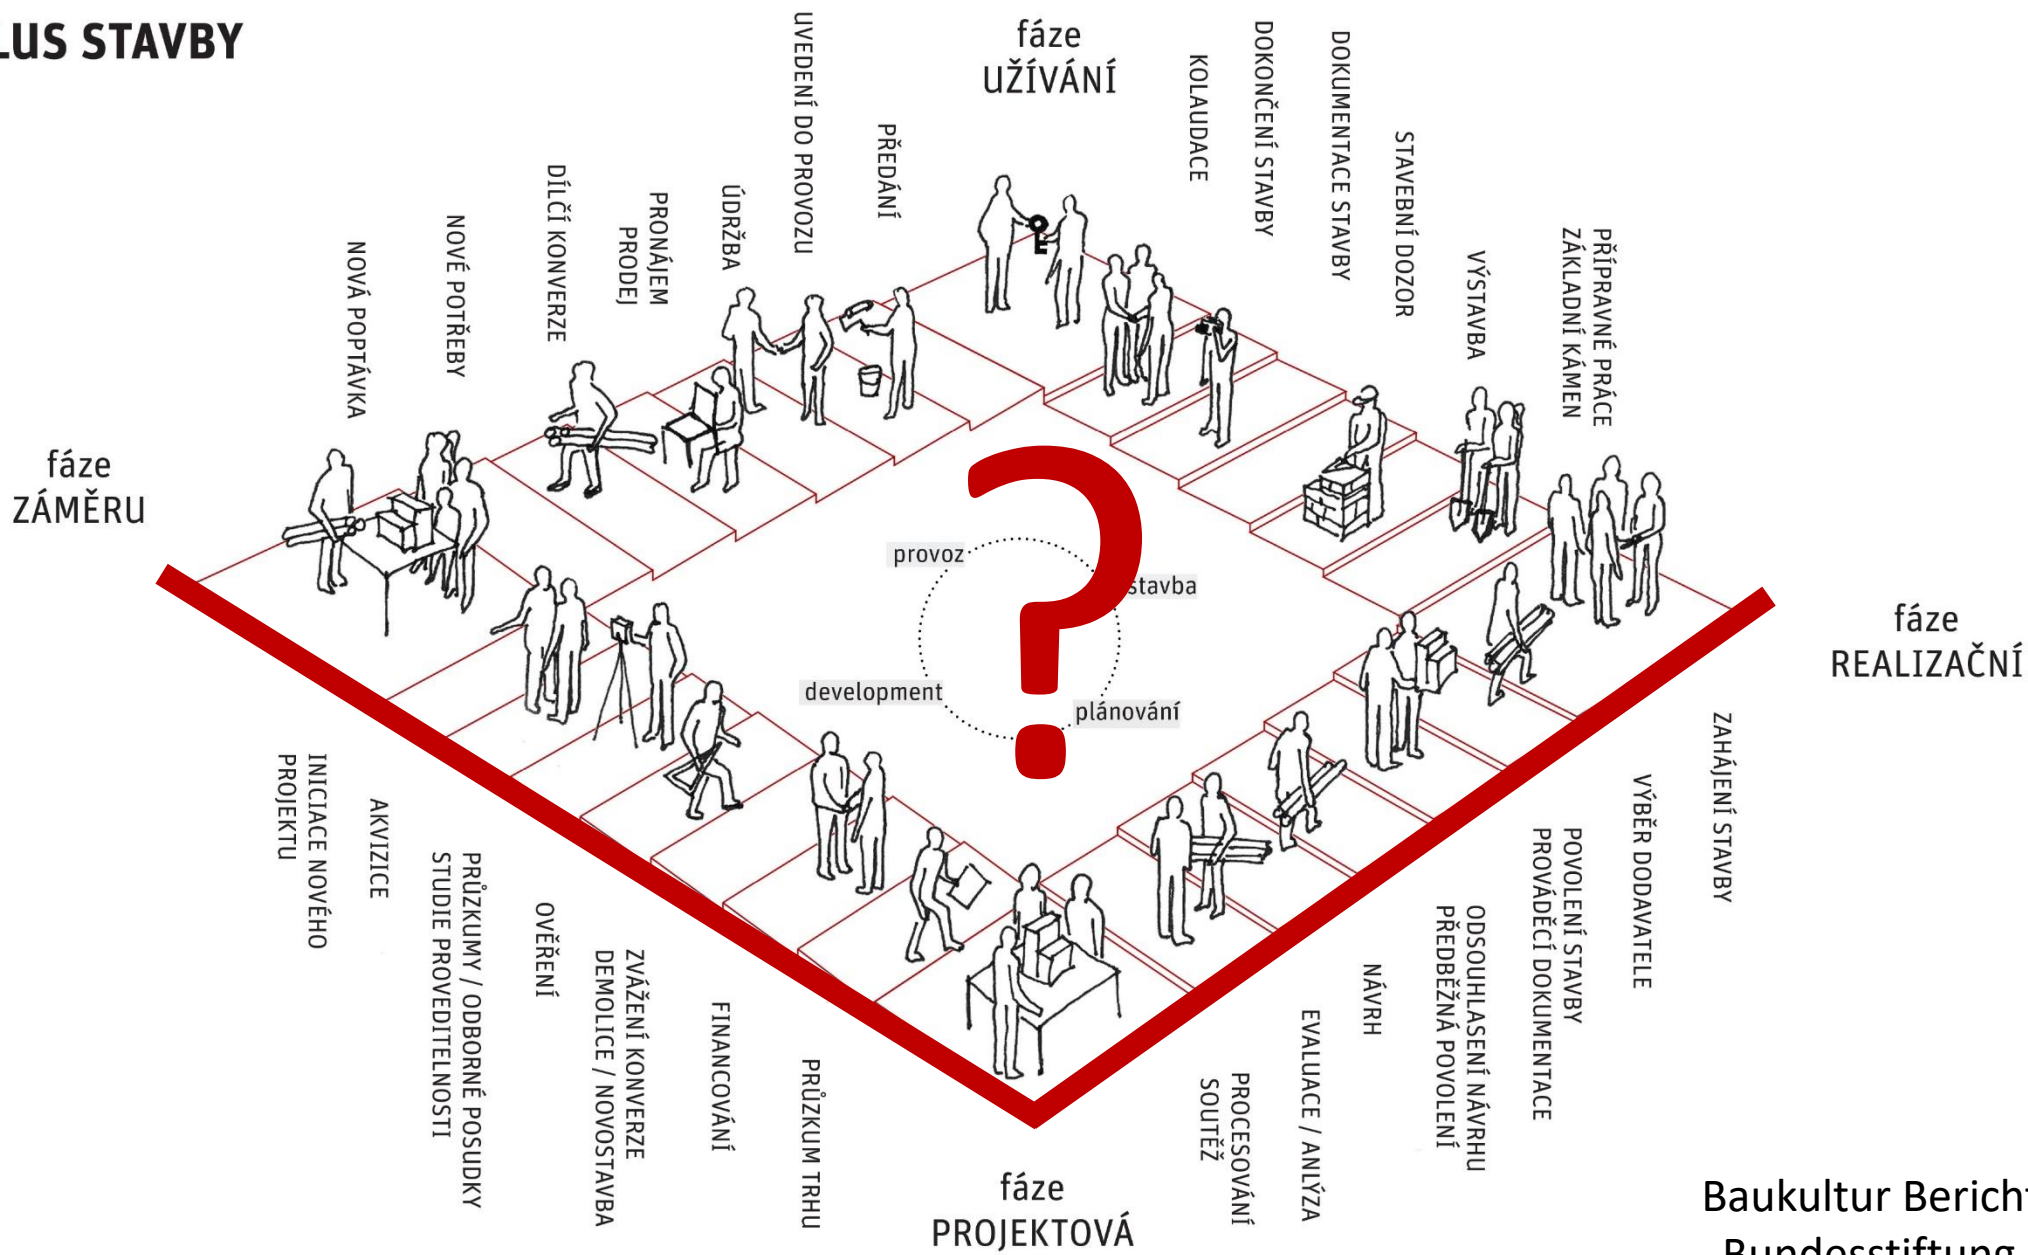 LUS STAVBY
fáze
UŽÍVÁNÍ
UVEDENÍ DO PROVOZU
PŘEDÁNÍ
KOLAUDACE
DOKONČENÍ STAVBY
DOKUMENTACE STAVBY
STAVEBNÍ DOZOR
VÝSTAVBA
PŘÍPRAVNÉ PRÁCE
ZÁKLADNÍ KÁMEN
NOVÁ POPTÁVKA
NOVÉ POTŘEBY
DÍLČÍ KONVERZE
PRONÁJEM
PRODEJ
ÚDRŽBA
fáze
ZÁMĚRU
?
provoz
stavba
development
plánování
fáze
REALIZAČNÍ
INICIACE NOVÉHO
PROJEKTU
AKVIZICE
PRŮZKUMY / ODBORNÉ POSUDKY
STUDIE PROVEDITELNOSTI
OVĚŘENÍ
ZVÁŽENÍ KONVERZE
DEMOLICE / NOVOSTAVBA
FINANCOVÁNÍ
PRŮZKUM TRHU
fáze
PROJEKTOVÁ
PROCESOVÁNÍ
SOUTĚŽ
EVALUACE / ANLÝZA
NÁVRH
ODSOUHLASENÍ NÁVRHU
PŘEDBĚŽNÁ POVOLENÍ
POVOLENÍ STAVBY
PROVÁDĚCÍ DOKUMENTACE
VÝBĚR DODAVATELE
ZAHÁJENÍ STAVBY
Baukultur Bericht
Bundesstiftung